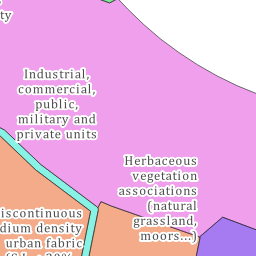 ty
Industrial,
commercial,
public,
military and
private units
Herbaceous
vegetation
associations
(natural
grassland,
moors...)
iscontinuous
dium density
urban fabric